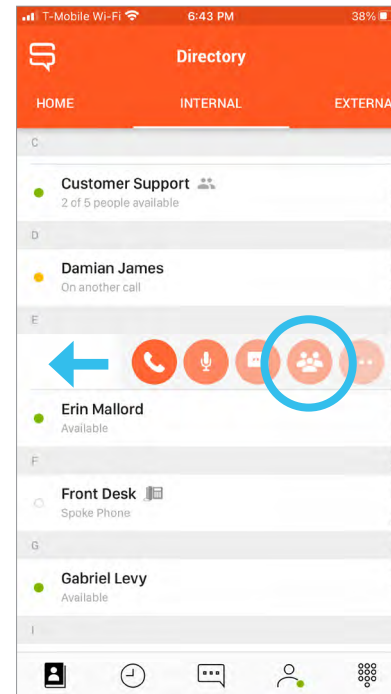 T-Mobile Wi-Fi 6:43 PM 38%
Directory
HOME INTERNAL EXTERNA
C
Customer Support
2 of 5 people available
D
Damian James
On another call
E
Erin Mallord
Available
F
Front Desk
Spoke Phone
G
Gabriel Levy
Available
I